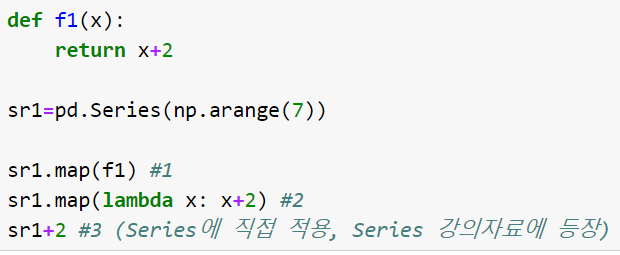 def f1(x):
    return x+2
sr1=pd.Series(np.arange(7))
sr1.map(f1) #1
sr1.map(lambda x: x+2) #2
sr1+2 #3 (Series에 직접 적용, Series 강의자료에 등장)